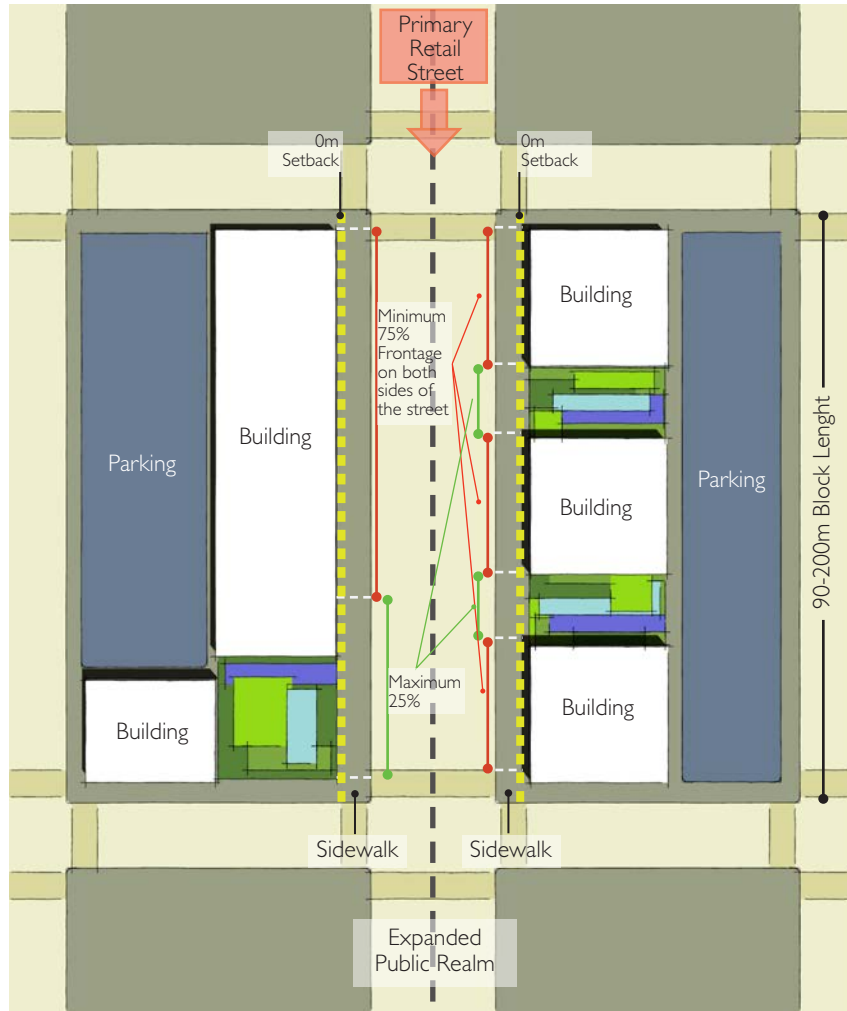 Primary
Retail
Street
0m
Setback
0m
Setback
Building
Minimum
75%
Frontage
on both
sides of
the street
Building
Parking
Building
Parking
90-200m Block Lenght
Maximum
25%
Building
Building
Sidewalk
Sidewalk
Expanded
Public Realm